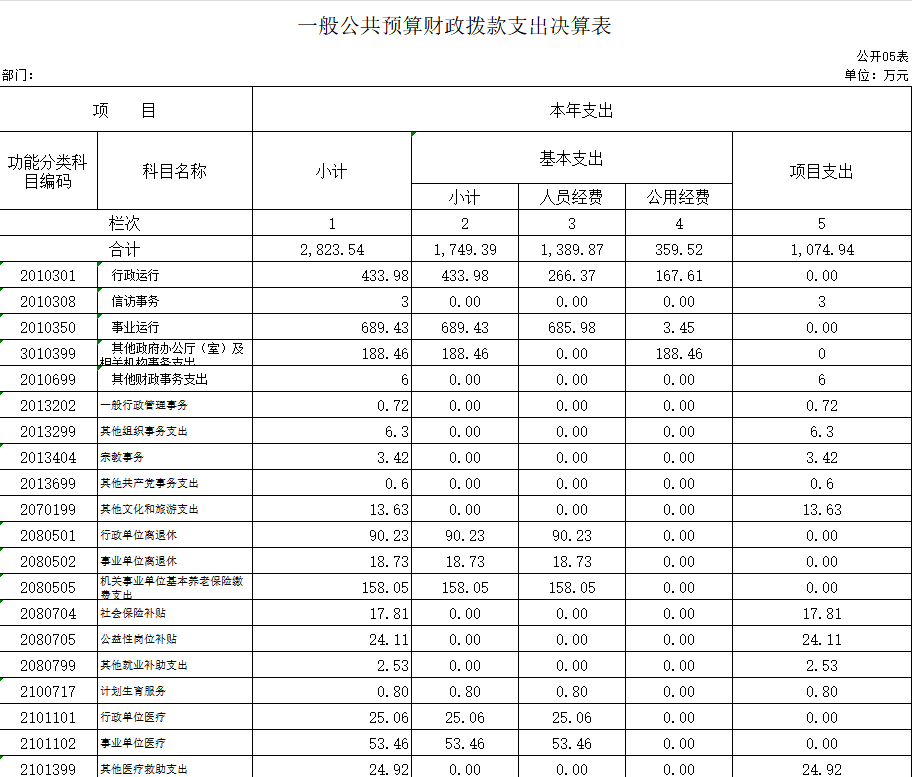 一般公共预算财政拨款支出决算表
公开05表
部门： 单位：万元
项 目 本年支出
功能分类科目编码 科目名称 小计 基本支出 项目支出
小计 人员经费 公用经费
栏次 1 2 3 4 5
合计 2,823.54 1,749.39 1,389.87 359.52 1,074.94
2010301 行政运行 433.98 433.98 266.37 167.61 0.00
2010308 信访事务 3 0.00 0.00 0.00 3
2010350 事业运行 689.43 689.43 685.98 3.45 0.00
3010399 其他政府办公厅（室）及相关机构事务支出 188.46 188.46 0.00 188.46 0
2010699 其他财政事务支出 6 0.00 0.00 0.00 6
2013202 一般行政管理事务 0.72 0.00 0.00 0.00 0.72
2013299 其他组织事务支出 6.3 0.00 0.00 0.00 6.3
2013404 宗教事务 3.42 0.00 0.00 0.00 3.42
2013699 其他共产党事务支出 0.6 0.00 0.00 0.00 0.6
2070199 其他文化和旅游支出 13.63 0.00 0.00 0.00 13.63
2080501 行政单位离退休 90.23 90.23 90.23 0.00 0.00
2080502 事业单位离退休 18.73 18.73 18.73 0.00 0.00
2080505 机关事业单位基本养老保险缴费支出 158.05 158.05 158.05 0.00 0.00
2080704 社会保险补贴 17.81 0.00 0.00 0.00 17.81
2080705 公益性岗位补贴 24.11 0.00 0.00 0.00 24.11
2080799 其他就业补助支出 2.53 0.00 0.00 0.00 2.53
2100717 计划生育服务 0.80 0.80 0.80 0.00 0.80
2101101 行政单位医疗 25.06 25.06 25.06 0.00 0.00
2101102 事业单位医疗 53.46 53.46 53.46 0.00 0.00
2101399 其他医疗救助支出 24.92 0.00 0.00 0.00 24.92